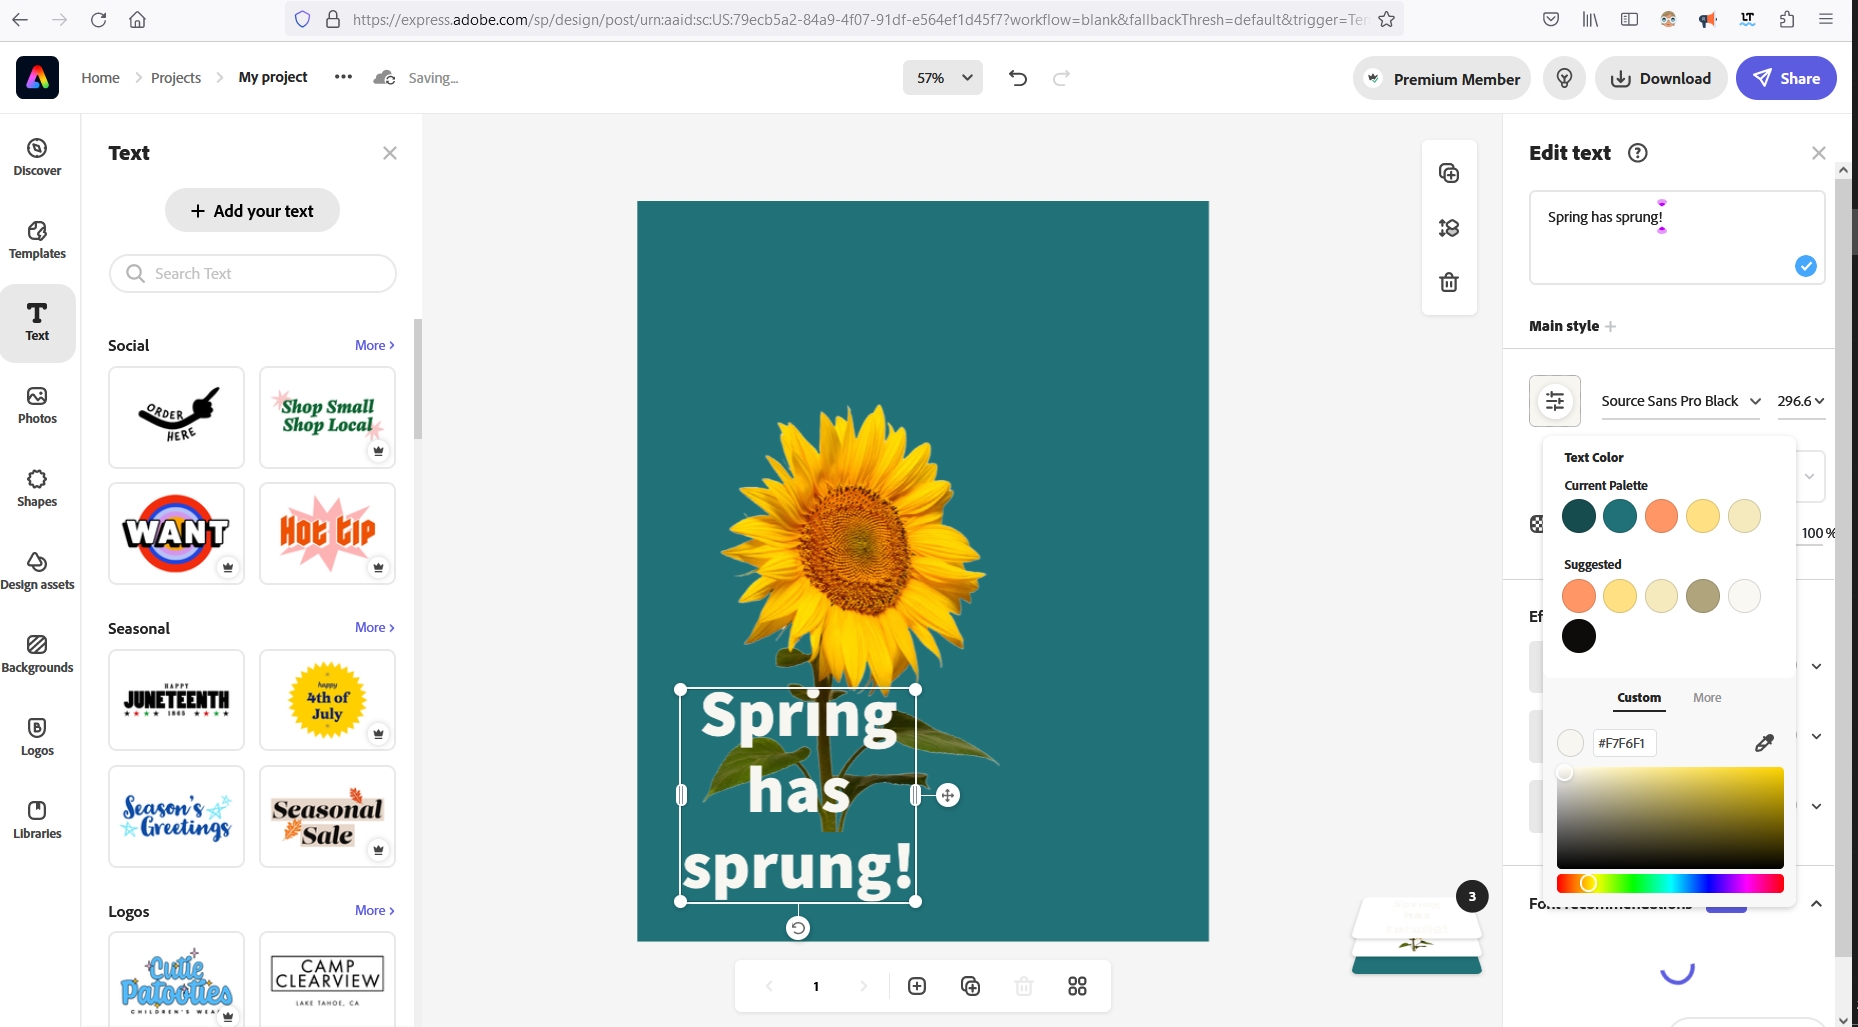 https://express.adobe.com/sp/design/post/urn:aaid:sc:US:79ecb5a2-84a9-4f07-91df-e564ef1d45f7?workflow=blank&fallbackThresh=default&trigger=Ter
LT
Home
Projects
My project
Saving...
57%
Premium Member
Download
Share
Discover
Templates
T
Text
Photos
Shapes
Design assets
Backgrounds
B
Logos
Libraries
Text
+ Add your text
Search Text
Social
More >
ORDER
HERE
Shop Small
Shop Local
WANT
Hot tip
Seasonal
More >
HAPPY
JUNETEENTH
1865
happy
4th of
July
Season's
Greetings
Seasonal
Sale
Logos
More >
Cutie
Patooties
CHILDREN'S WEA
CAMP
CLEARVIEW
LAKE TAHOE, CA
Spring
has
sprung!
3
1
Edit text
?
Spring has sprung!
Main style +
Source Sans Pro Black
296.6
Text Color
Current Palette
100 %
Suggested
Ef
Custom
More
#F7F6F1
Font recommendations